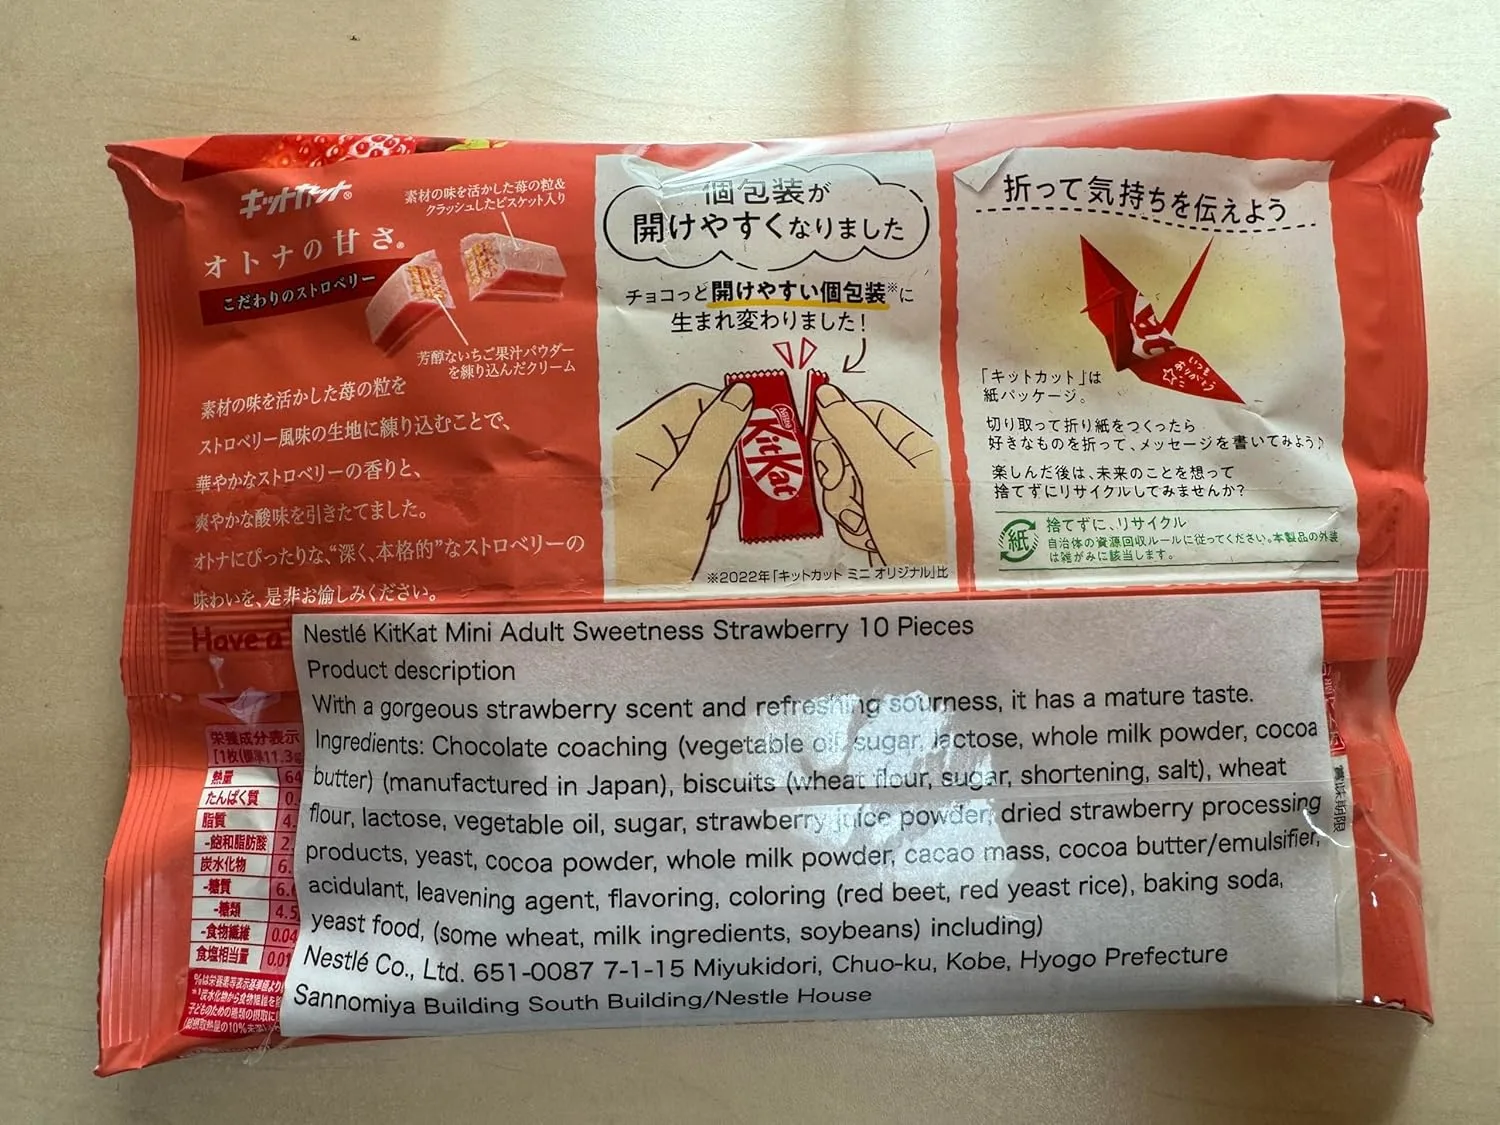 キットカット®
オトナの甘さ®
こだわりのストロベリー
素材の味を活かした苺の粒&
クラッシュしたビスケット入り
芳醇ないちご果汁パウダー
を練り込んだクリーム
素材の味を活かした苺の粒を
ストロベリー風味の生地に練り込むことで、
華やかなストロベリーの香りと、
爽やかな酸味を引きたてました。
オトナにぴったりな、“深く、本格的”なストロベリーの
味わいを、是非お愉しみください。
Have a
個包装が
開けやすくなりました
チョコっと開けやすい個包装※に
生まれ変わりました!
Nestlé
KitKat
※2022年「キットカット ミニ オリジナル」比
折って気持ちを伝えよう
いつも
ありがとう
「キットカット」は
紙パッケージ。
切り取って折り紙をつくったら
好きなものを折って、メッセージを書いてみよう♪
楽しんだ後は、未来のことを想って
捨てずにリサイクルしてみませんか?
紙
捨てずに、リサイクル
自治体の資源回収ルールに従ってください。本製品の外装
は雑がみに該当します。
Nestlé KitKat Mini Adult Sweetness Strawberry 10 Pieces
Product description
With a gorgeous strawberry scent and refreshing sourness, it has a mature taste.
Ingredients: Chocolate coaching (vegetable oil, sugar, lactose, whole milk powder, cocoa
butter) (manufactured in Japan), biscuits (wheat flour, sugar, shortening, salt), wheat
flour, lactose, vegetable oil, sugar, strawberry juice powder, dried strawberry processing
products, yeast, cocoa powder, whole milk powder, cacao mass, cocoa butter/emulsifier,
acidulant, leavening agent, flavoring, coloring (red beet, red yeast rice), baking soda,
yeast food, (some wheat, milk ingredients, soybeans) including)
Nestlé Co., Ltd. 651-0087 7-1-15 Miyukidori, Chuo-ku, Kobe, Hyogo Prefecture
Sannomiya Building South Building/Nestle House
栄養成分表示
熱量 64
たんぱく質 0.
脂質 4.
-飽和脂肪酸 2.
炭水化物 6.
-糖質 6.
-糖類 4.5
-食物繊維 0.04
食塩相当量 0.01
賞味期限